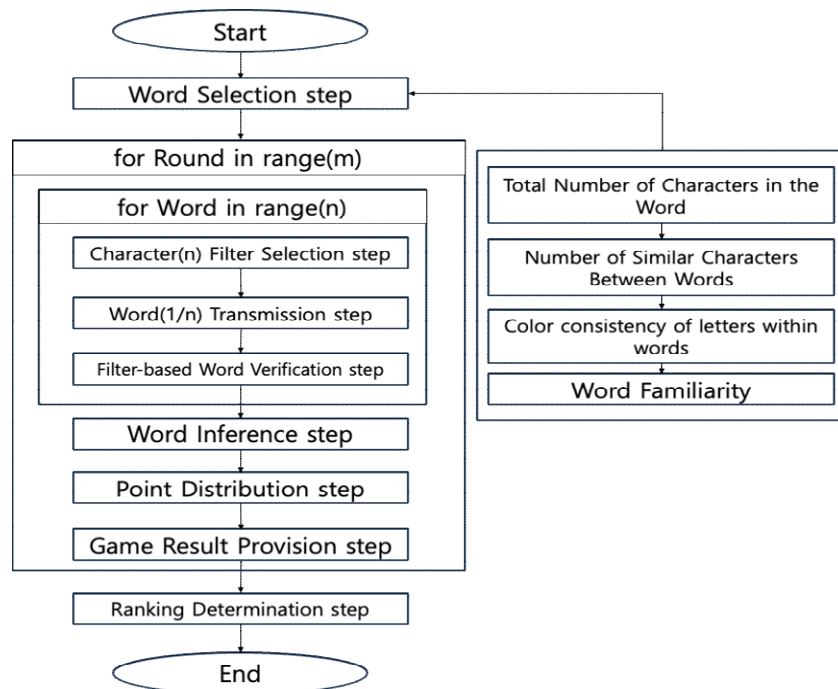 Start
Word Selection step
for Round in range(m)
for Word in range(n)
Character(n) Filter Selection step
Word(1/n) Transmission step
Filter-based Word Verification step
Word Inference step
Point Distribution step
Game Result Provision step
Ranking Determination step
End
Total Number of Characters in the
Word
Number of Similar Characters
Between Words
Color consistency of letters within
words
Word Familiarity